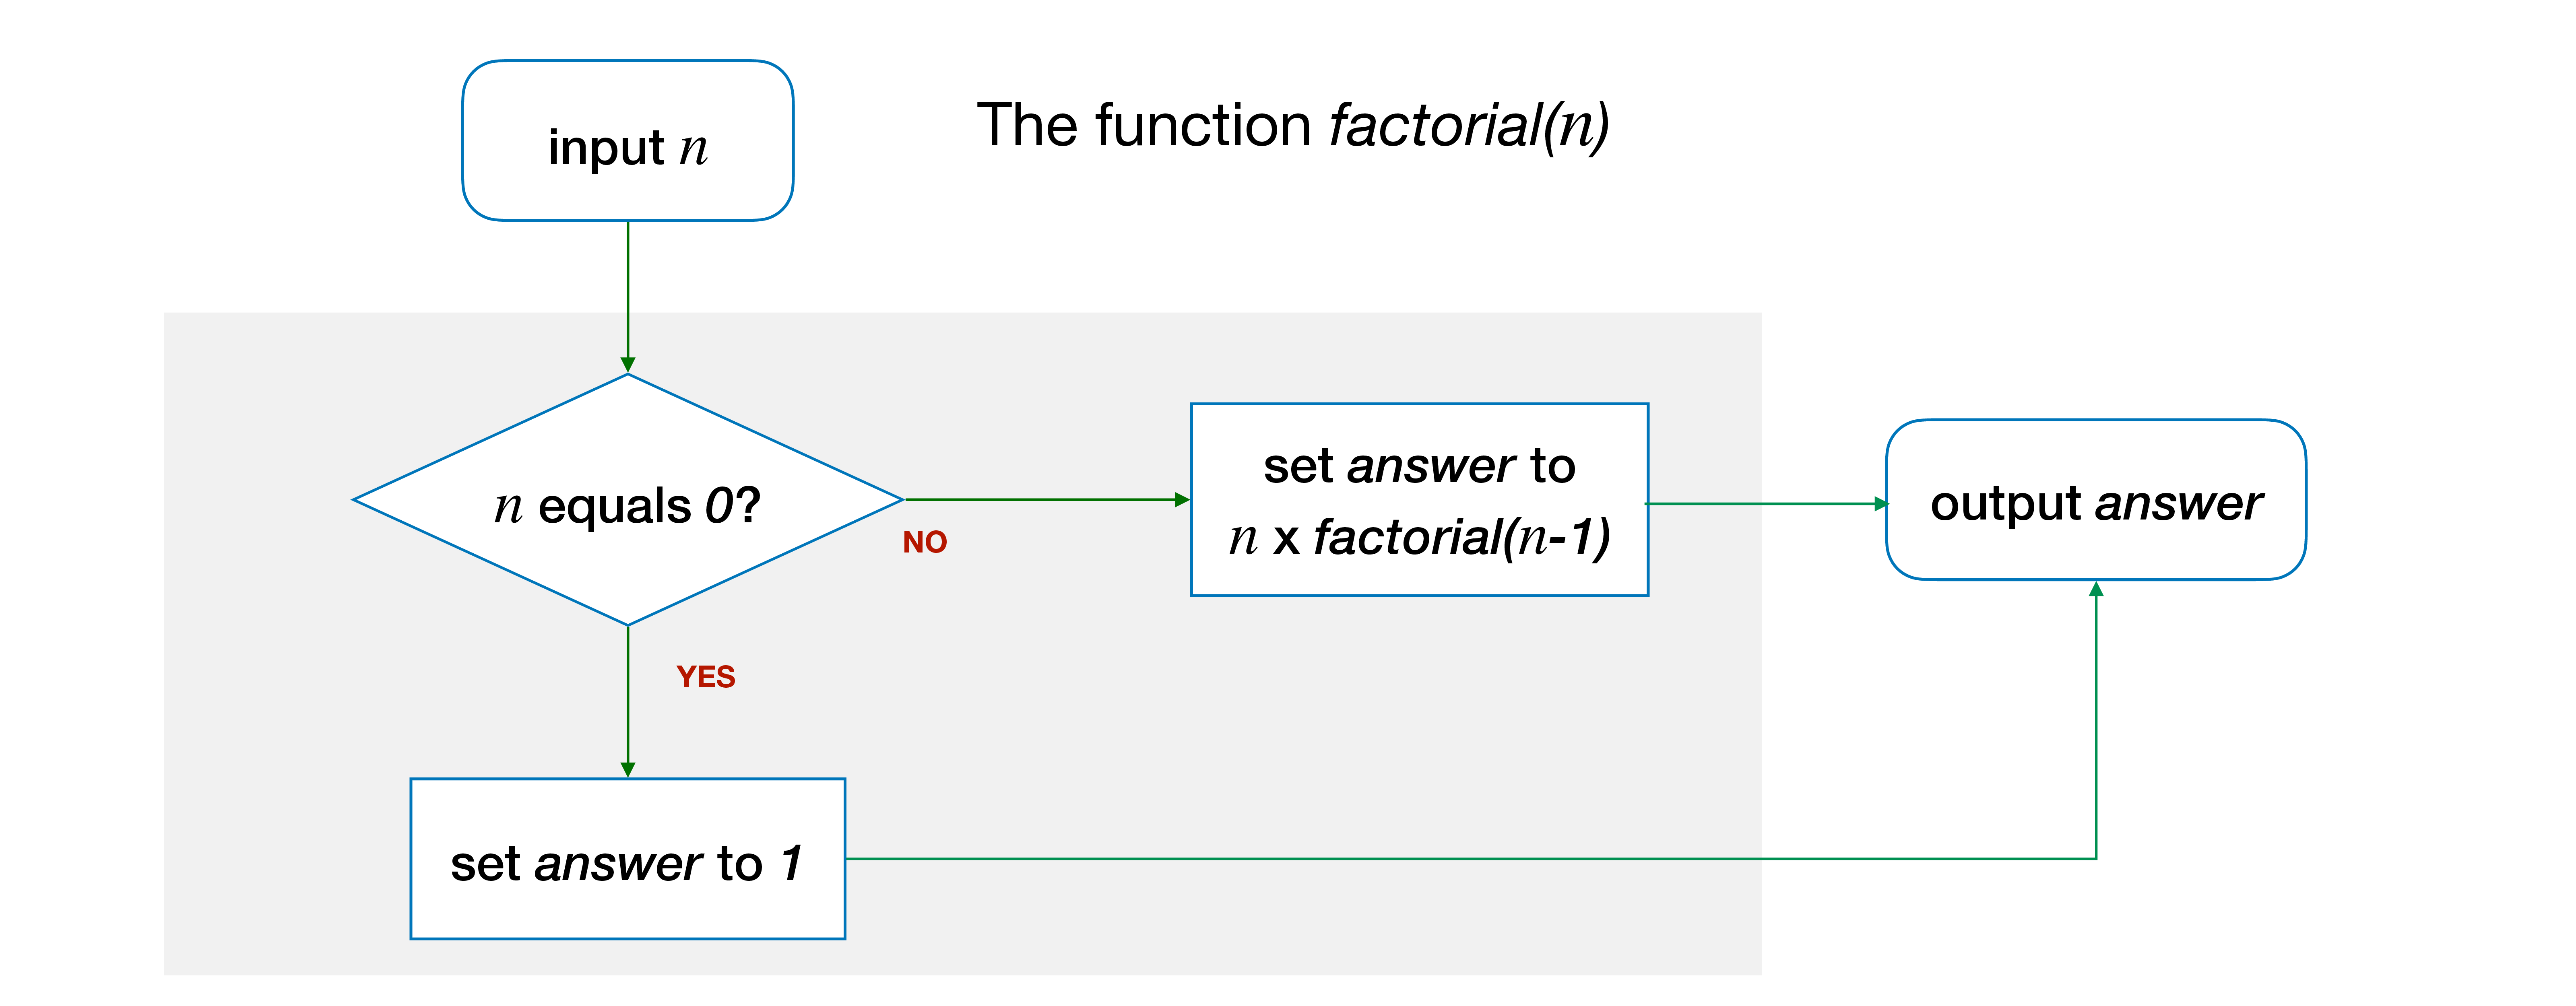 input n
The function factorial(n)
n equals 0?
NO
set answer to
n x factorial(n-1)
output answer
YES
set answer to 1